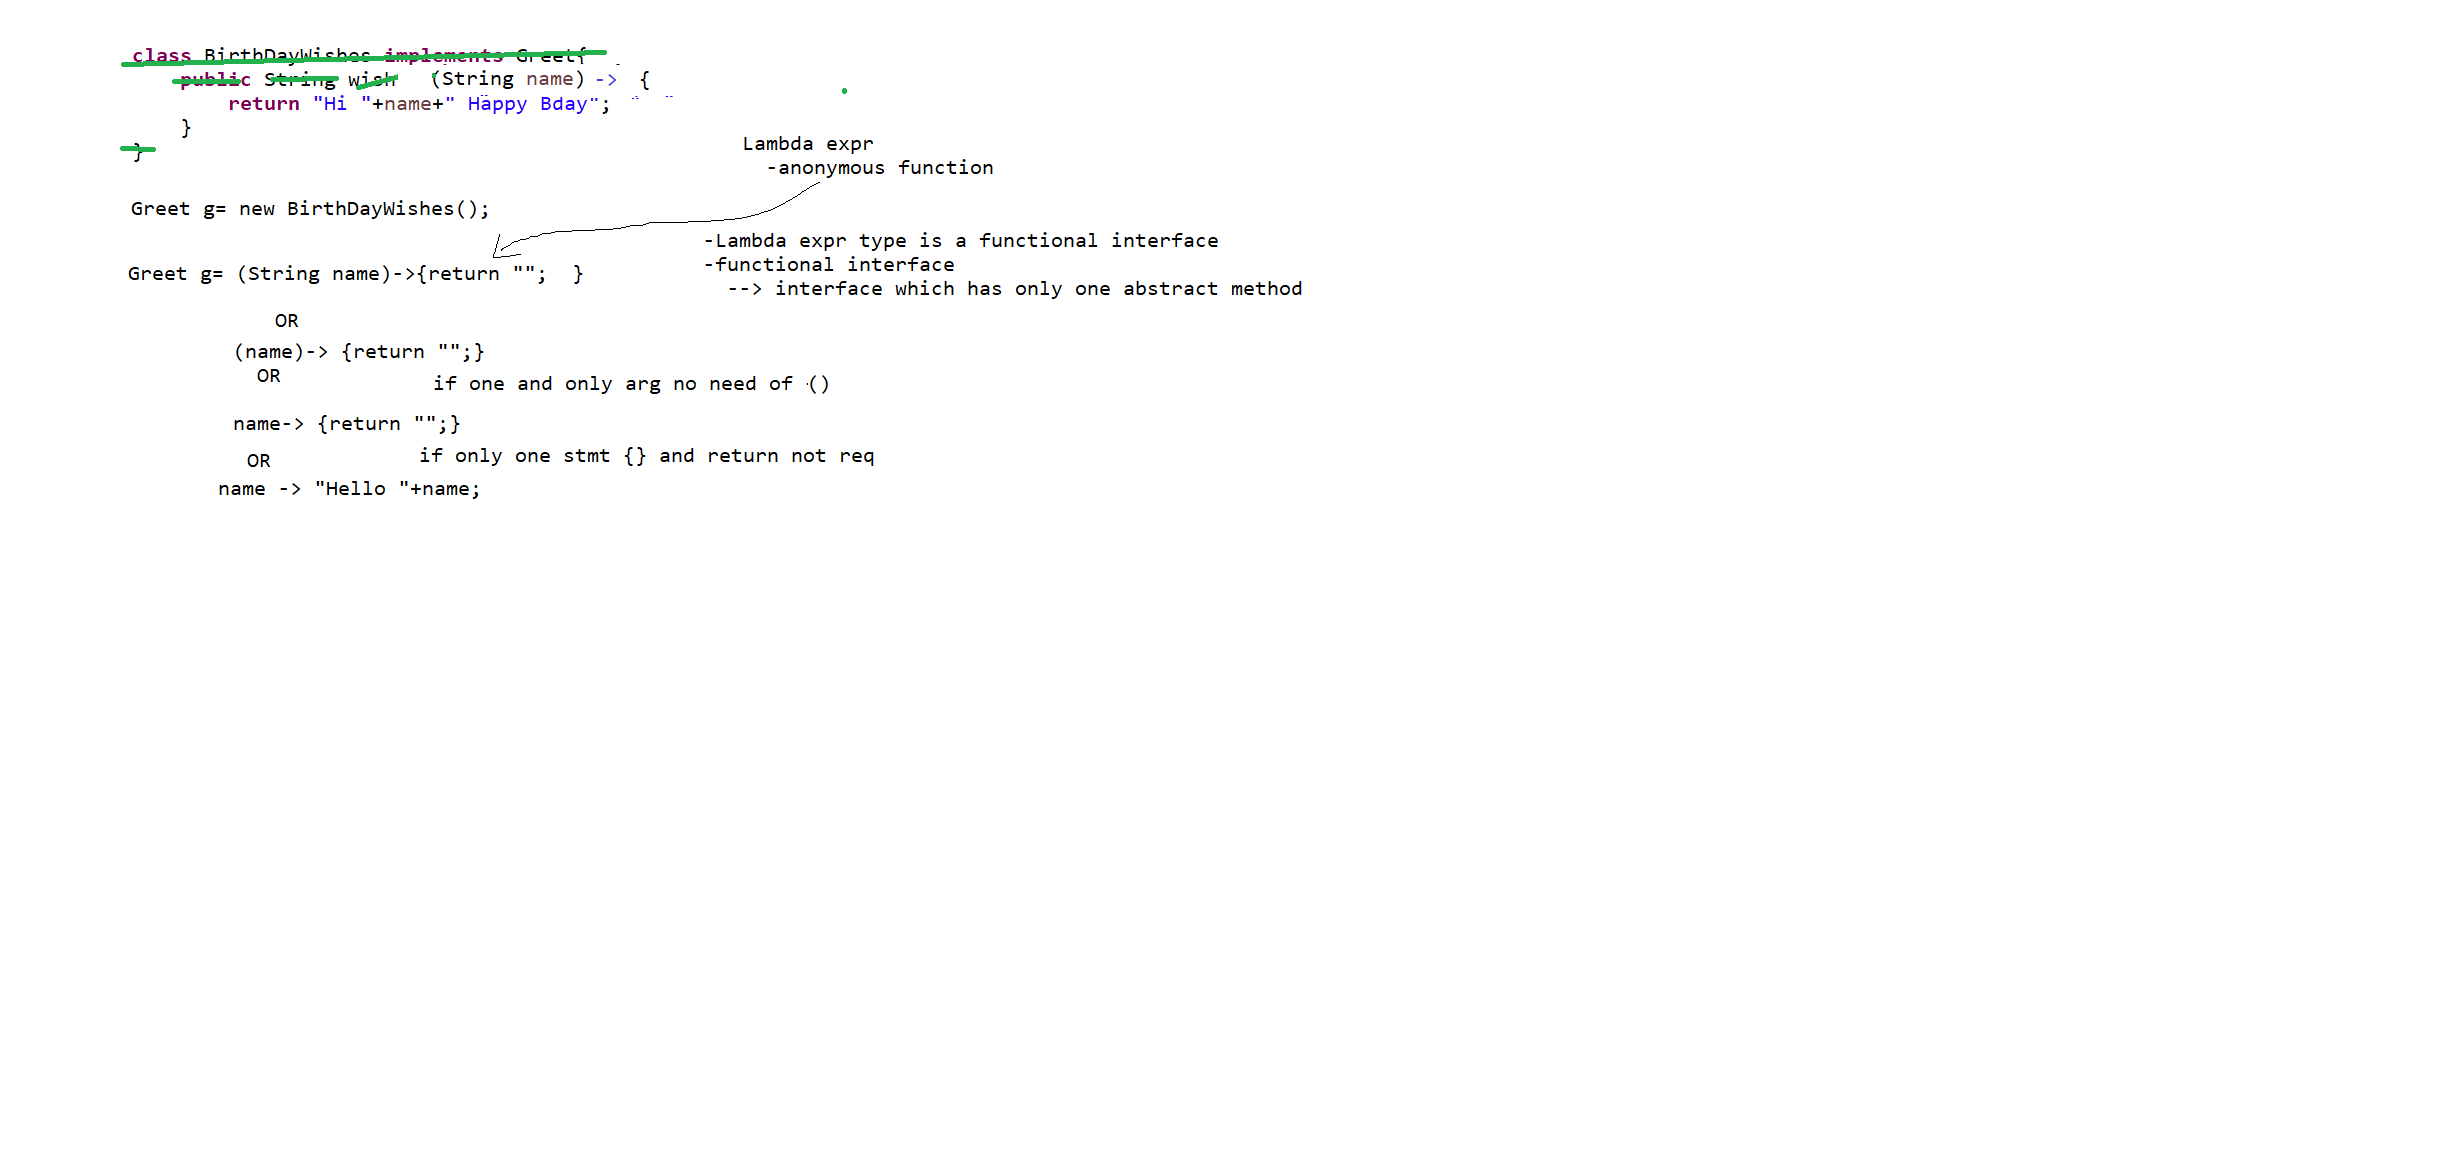 class BirthDayWishes implements Greet{
public String wish (String name) -> {
return "Hi "+name+" Happy Bday";
}
}
Lambda expr
-anonymous function
Greet g= new BirthDayWishes();
-Lambda expr type is a functional interface
-functional interface
--> interface which has only one abstract method
Greet g= (String name)->{return ""; }
OR
(name)-> {return "";}
OR
if one and only arg no need of ()
name-> {return "";}
OR
if only one stmt {} and return not req
name -> "Hello "+name;